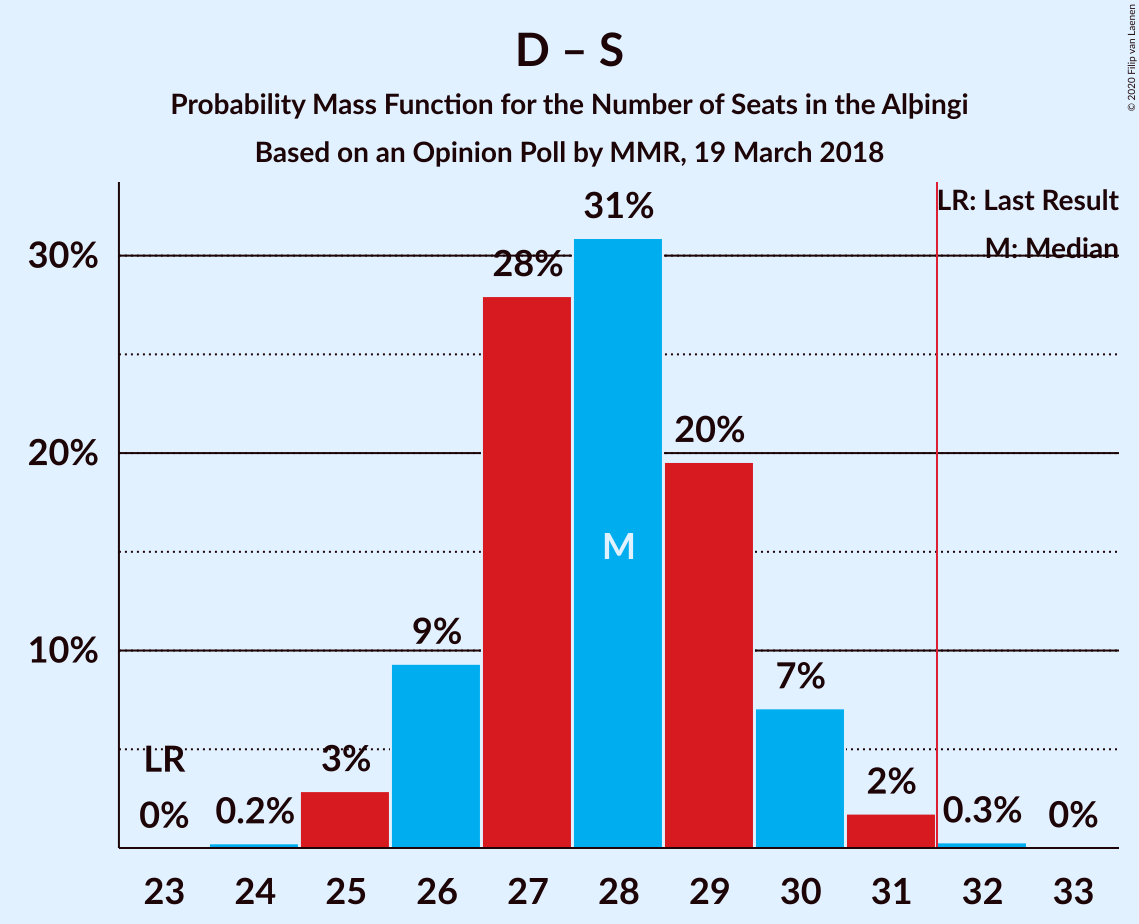 D – S
Probability Mass Function for the Number of Seats in the Alþingi
Based on an Opinion Poll by MMR, 19 March 2018
© 2020 Filip van Laenen
LR: Last Result
M: Median
30%
20%
10%
LR
0%
0.2%
3%
9%
28%
31%
M
20%
7%
2%
0.3%
0%
23 24 25 26 27 28 29 30 31 32 33